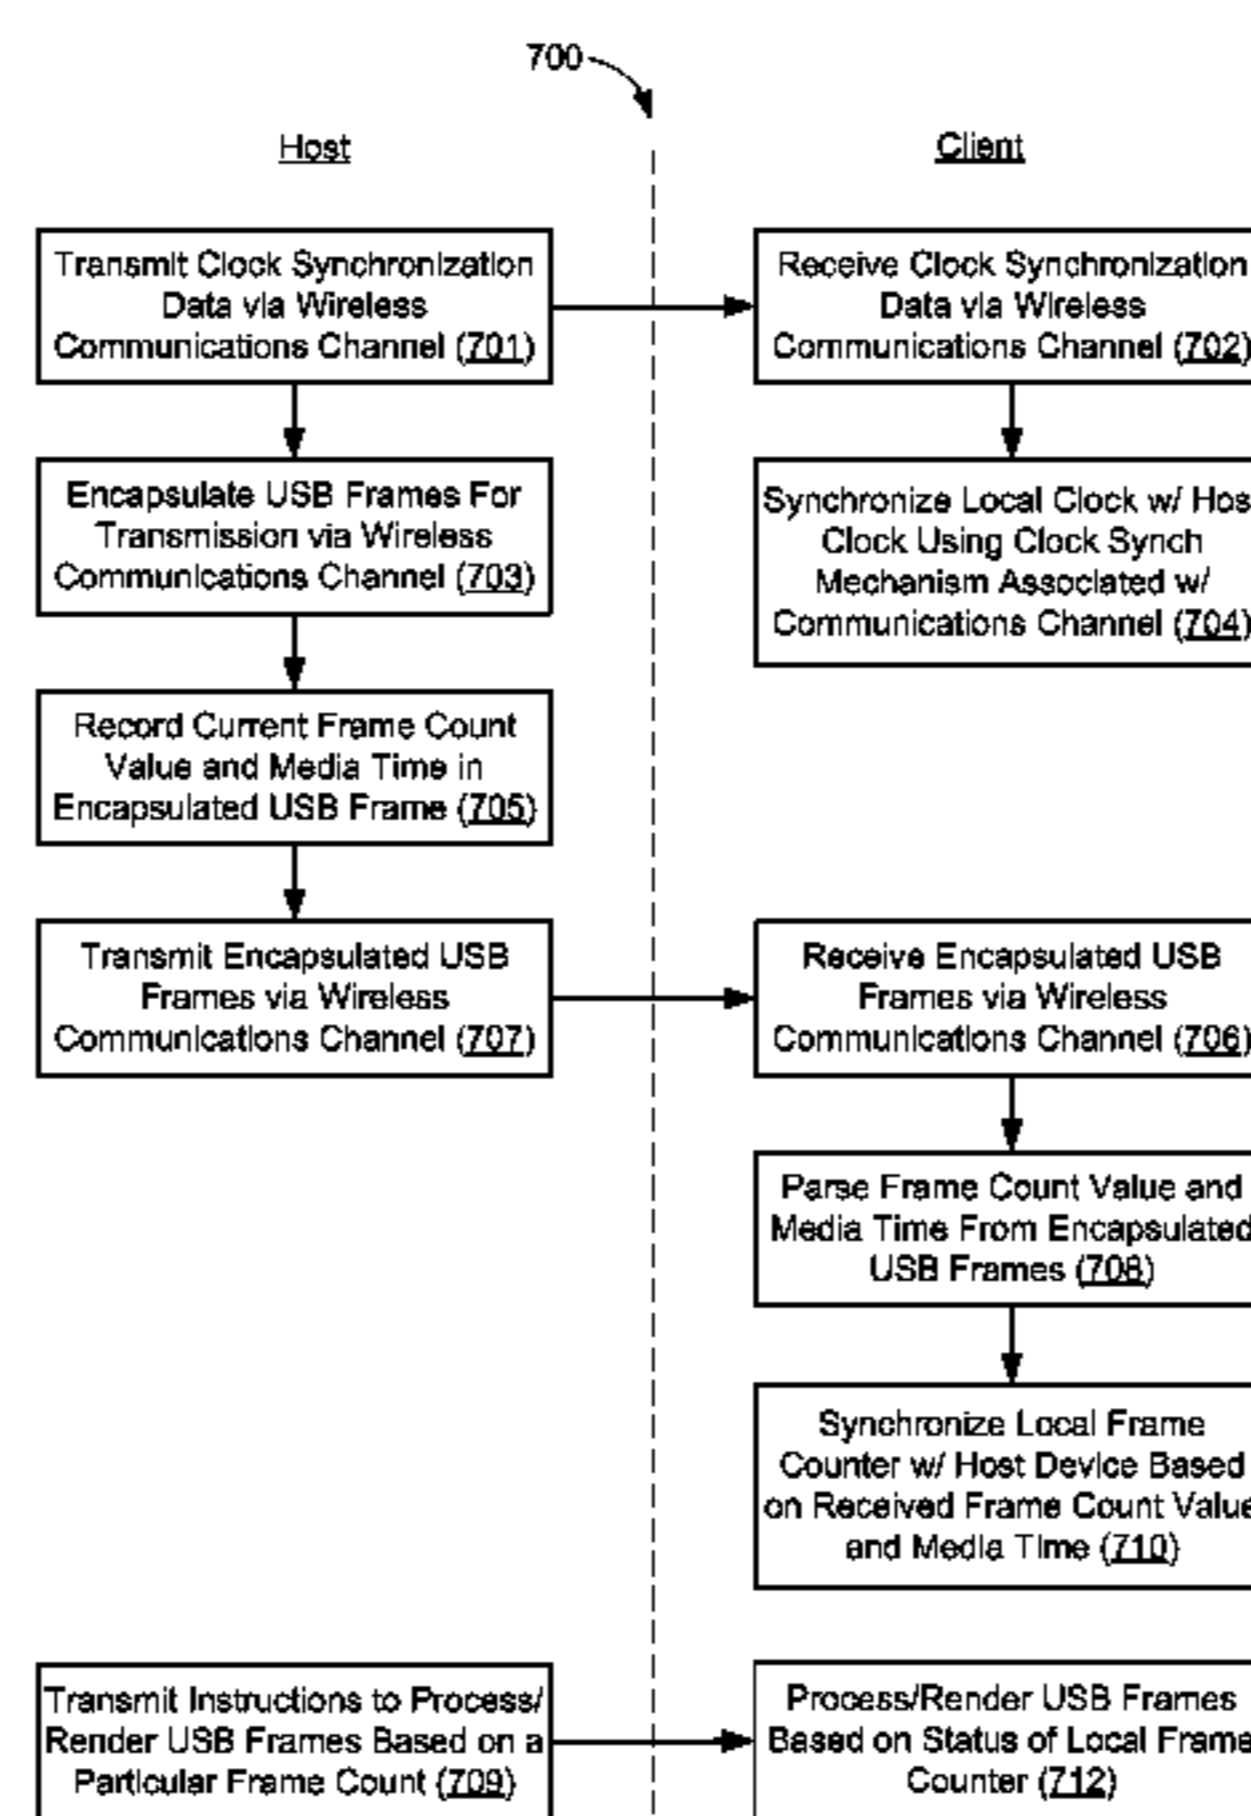 700
Host
Client
Transmit Clock Synchronization
Data via Wireless
Communications Channel (701)
Receive Clock Synchronization
Data via Wireless
Communications Channel (702)
Encapsulate USB Frames For
Transmission via Wireless
Communications Channel (703)
Synchronize Local Clock w/ Hos
Clock Using Clock Synch
Mechanism Associated w/
Communications Channel (704)
Record Current Frame Count
Value and Media Time in
Encapsulated USB Frame (705)
Transmit Encapsulated USB
Frames via Wireless
Communications Channel (707)
Receive Encapsulated USB
Frames via Wireless
Communications Channel (706)
Parse Frame Count Value and
Media Time From Encapsulated
USB Frames (708)
Synchronize Local Frame
Counter w/ Host Device Based
on Received Frame Count Value
and Media Time (710)
Transmit Instructions to Process/
Render USB Frames Based on a
Particular Frame Count (709)
Process/Render USB Frames
Based on Status of Local Frame
Counter (712)